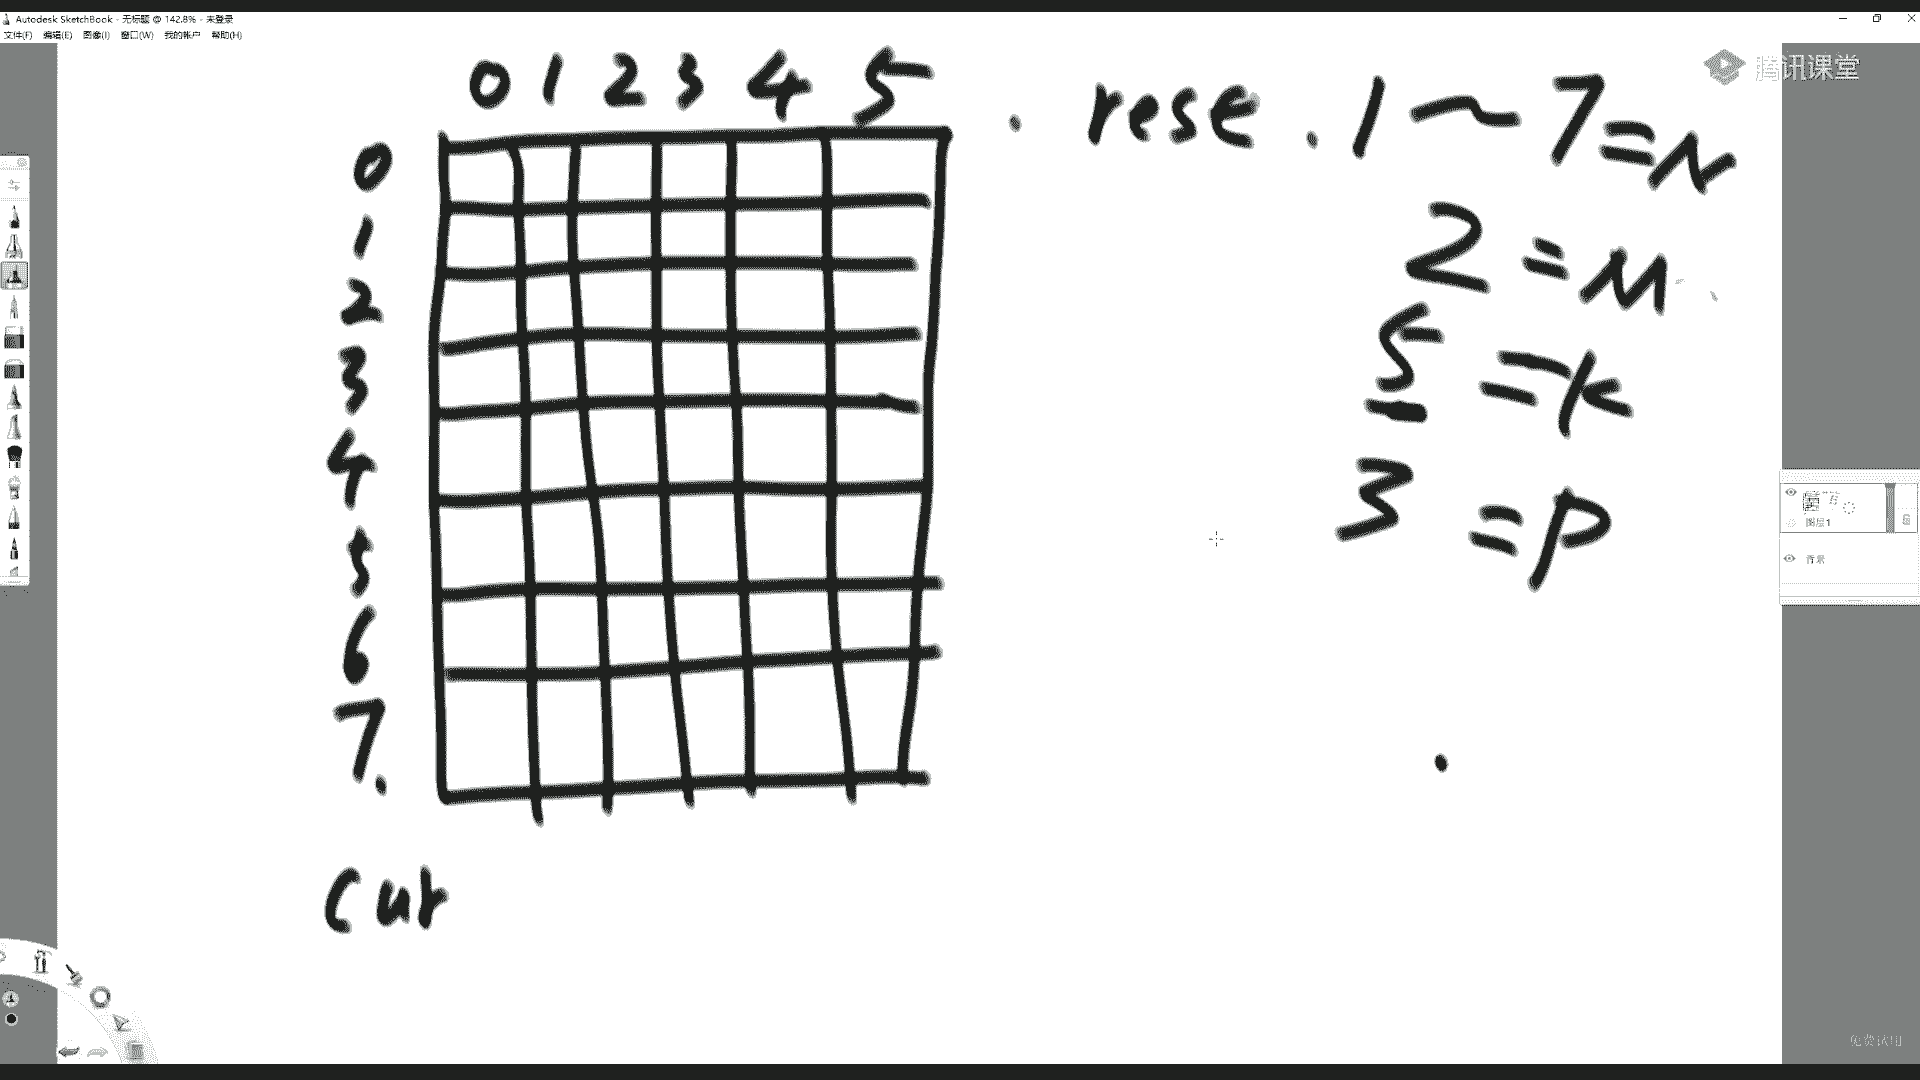 Autodesk SketchBook - 无标题 @ 142.8% - 未登录
文件(F) 编辑(E) 图像(I) 窗口(W) 我的帐户 帮助(H)
腾讯课堂
0 1 2 3 4 5 . rese . 1 ~ 7 = N
0
1
2 = M
2
5 = K
3
4
3 = P
5
6
7.
cur
图层1
背景
免费试用